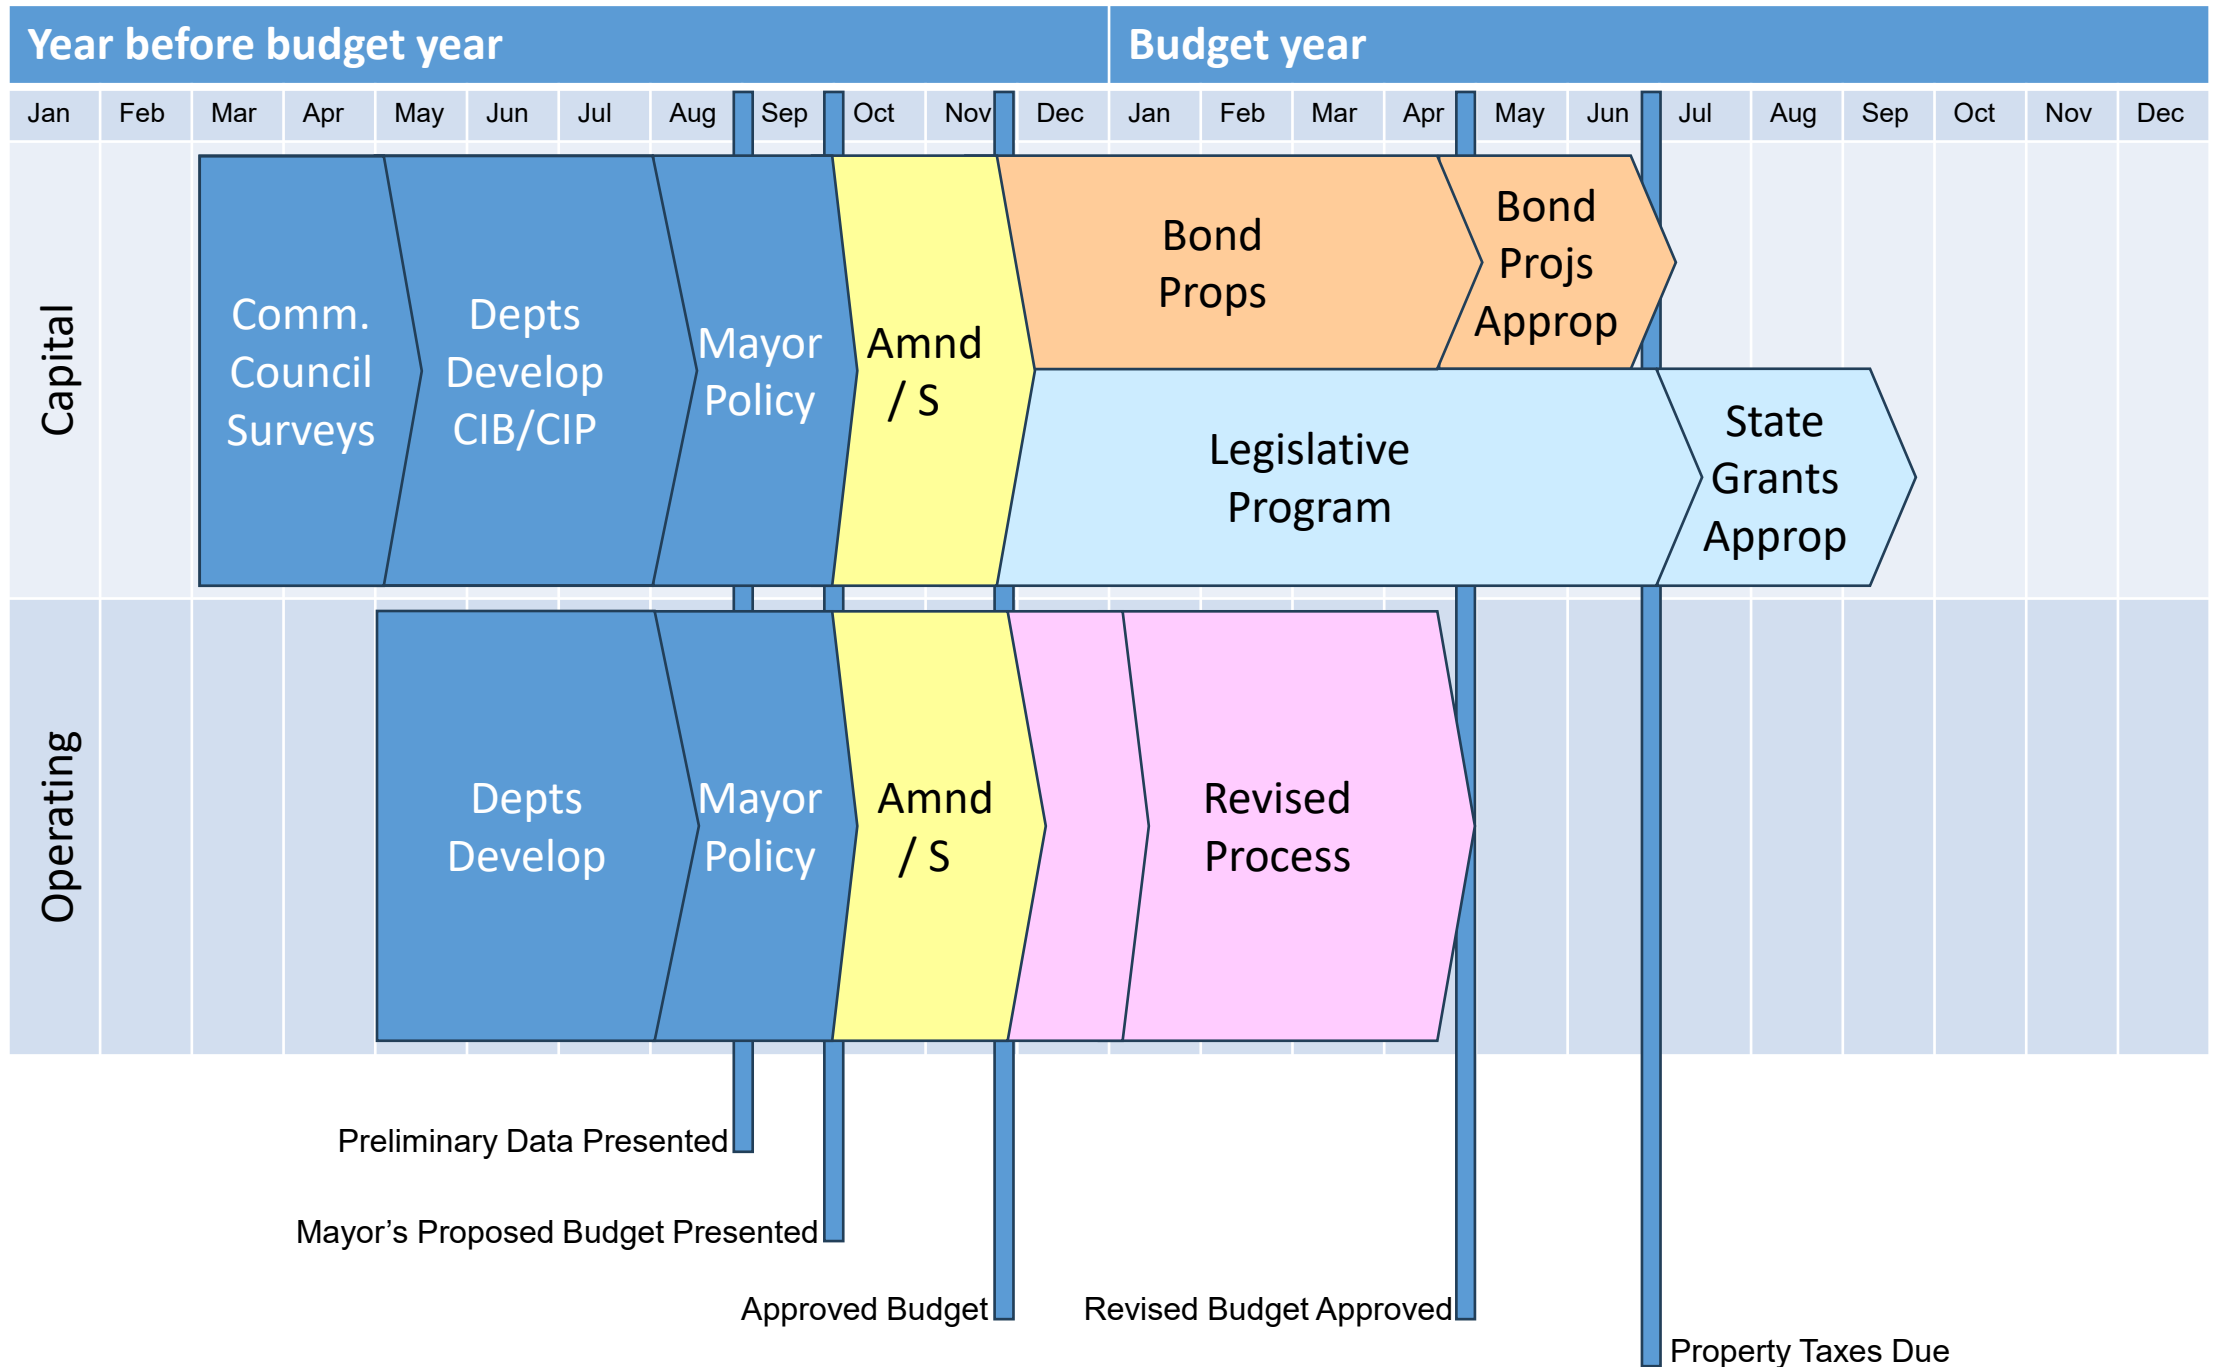 Year before budget year
Budget year
Jan Feb Mar Apr May Jun Jul Aug Sep Oct Nov Dec Jan Feb Mar Apr May Jun Jul Aug Sep Oct Nov Dec
Capital
Comm.
Council
Surveys
Depts
Develop
CIB/CIP
Mayor
Policy
Amnd
/ S
Bond
Props
Bond
Projs
Approp
Legislative
Program
State
Grants
Approp
Operating
Depts
Develop
Mayor
Policy
Amnd
/ S
Revised
Process
Preliminary Data Presented
Mayor’s Proposed Budget Presented
Approved Budget
Revised Budget Approved
Property Taxes Due